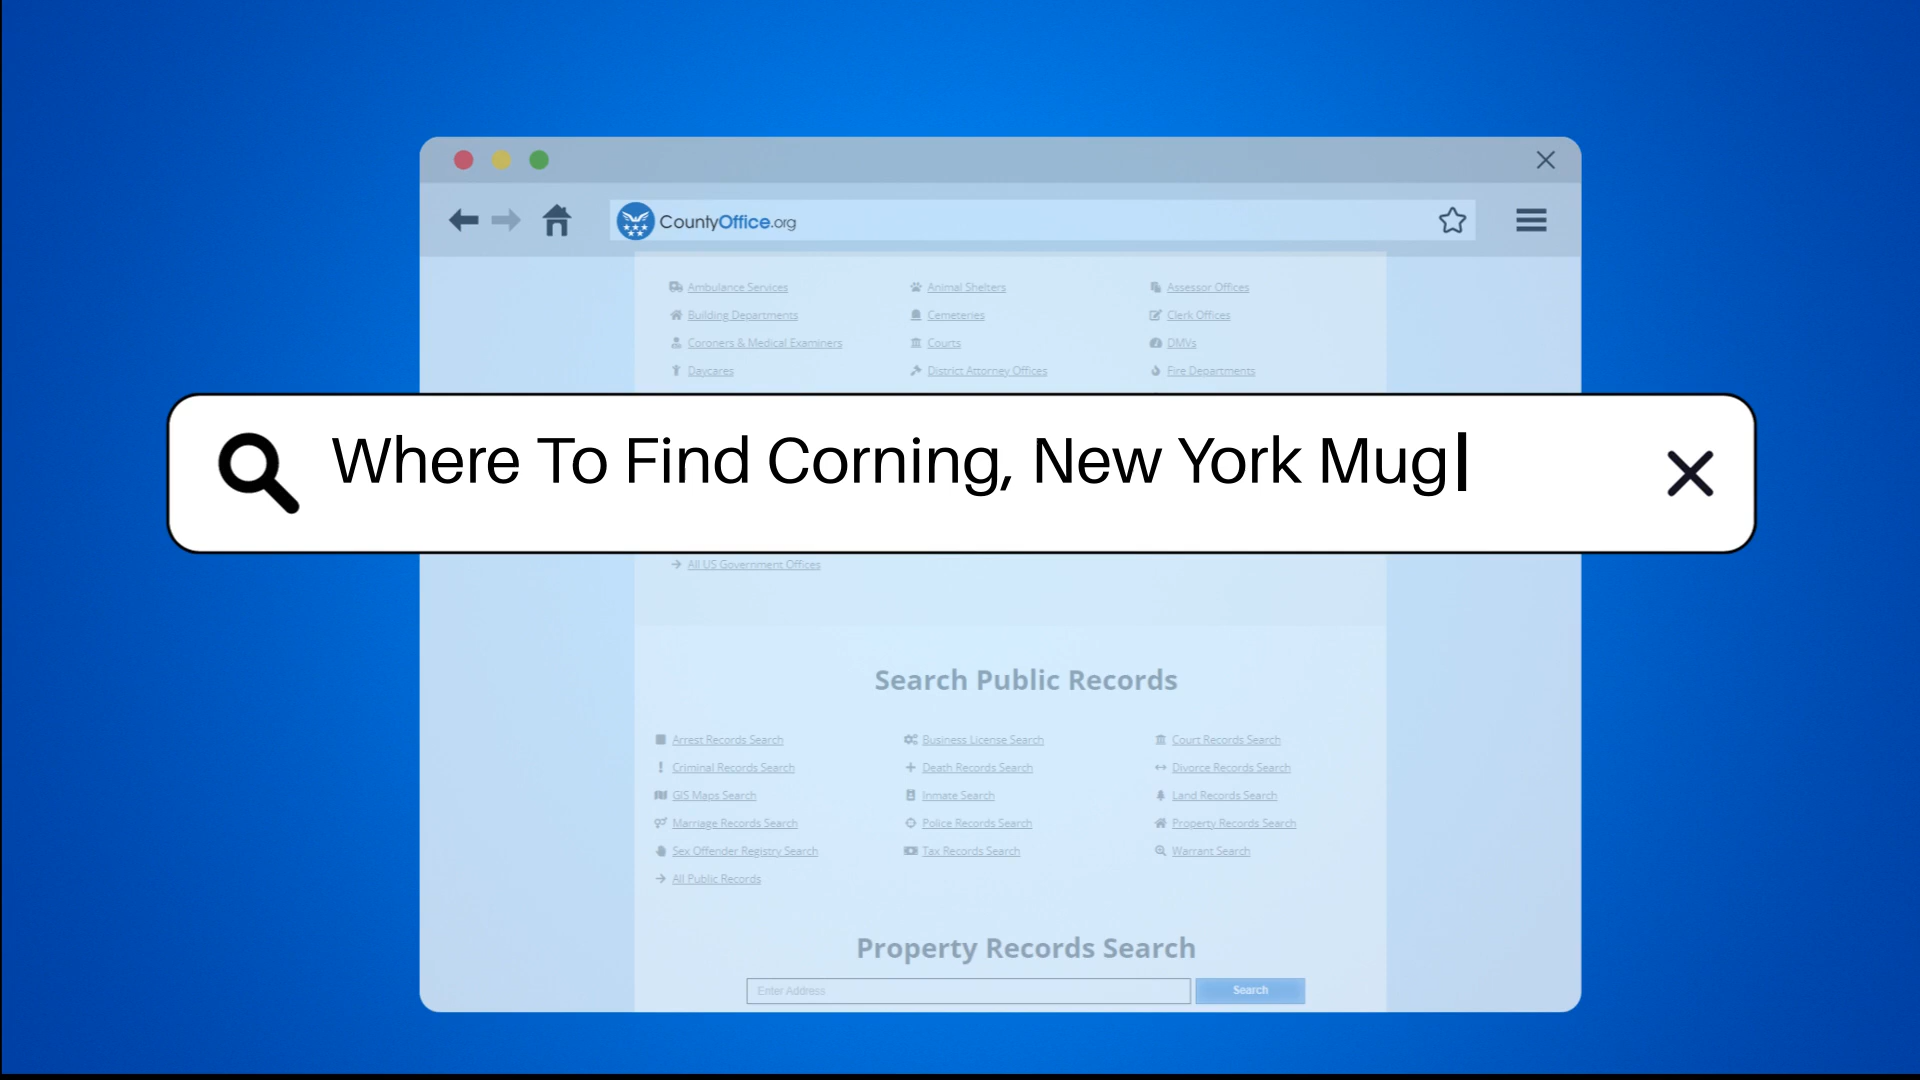 CountyOffice.org
Ambulance Services Animal Shelters Assessor Offices
Building Departments Cemeteries Clerk Offices
Coroners & Medical Examiners Courts DMVs
Daycares District Attorney Offices Fire Departments
Where To Find Corning, New York Mug
All US Government Offices
Search Public Records
Arrest Records Search Business License Search Court Records Search
Criminal Records Search Death Records Search Divorce Records Search
GIS Maps Search Inmate Search Land Records Search
Marriage Records Search Police Records Search Property Records Search
Sex Offender Registry Search Tax Records Search Warrant Search
All Public Records
Property Records Search
Enter Address Search